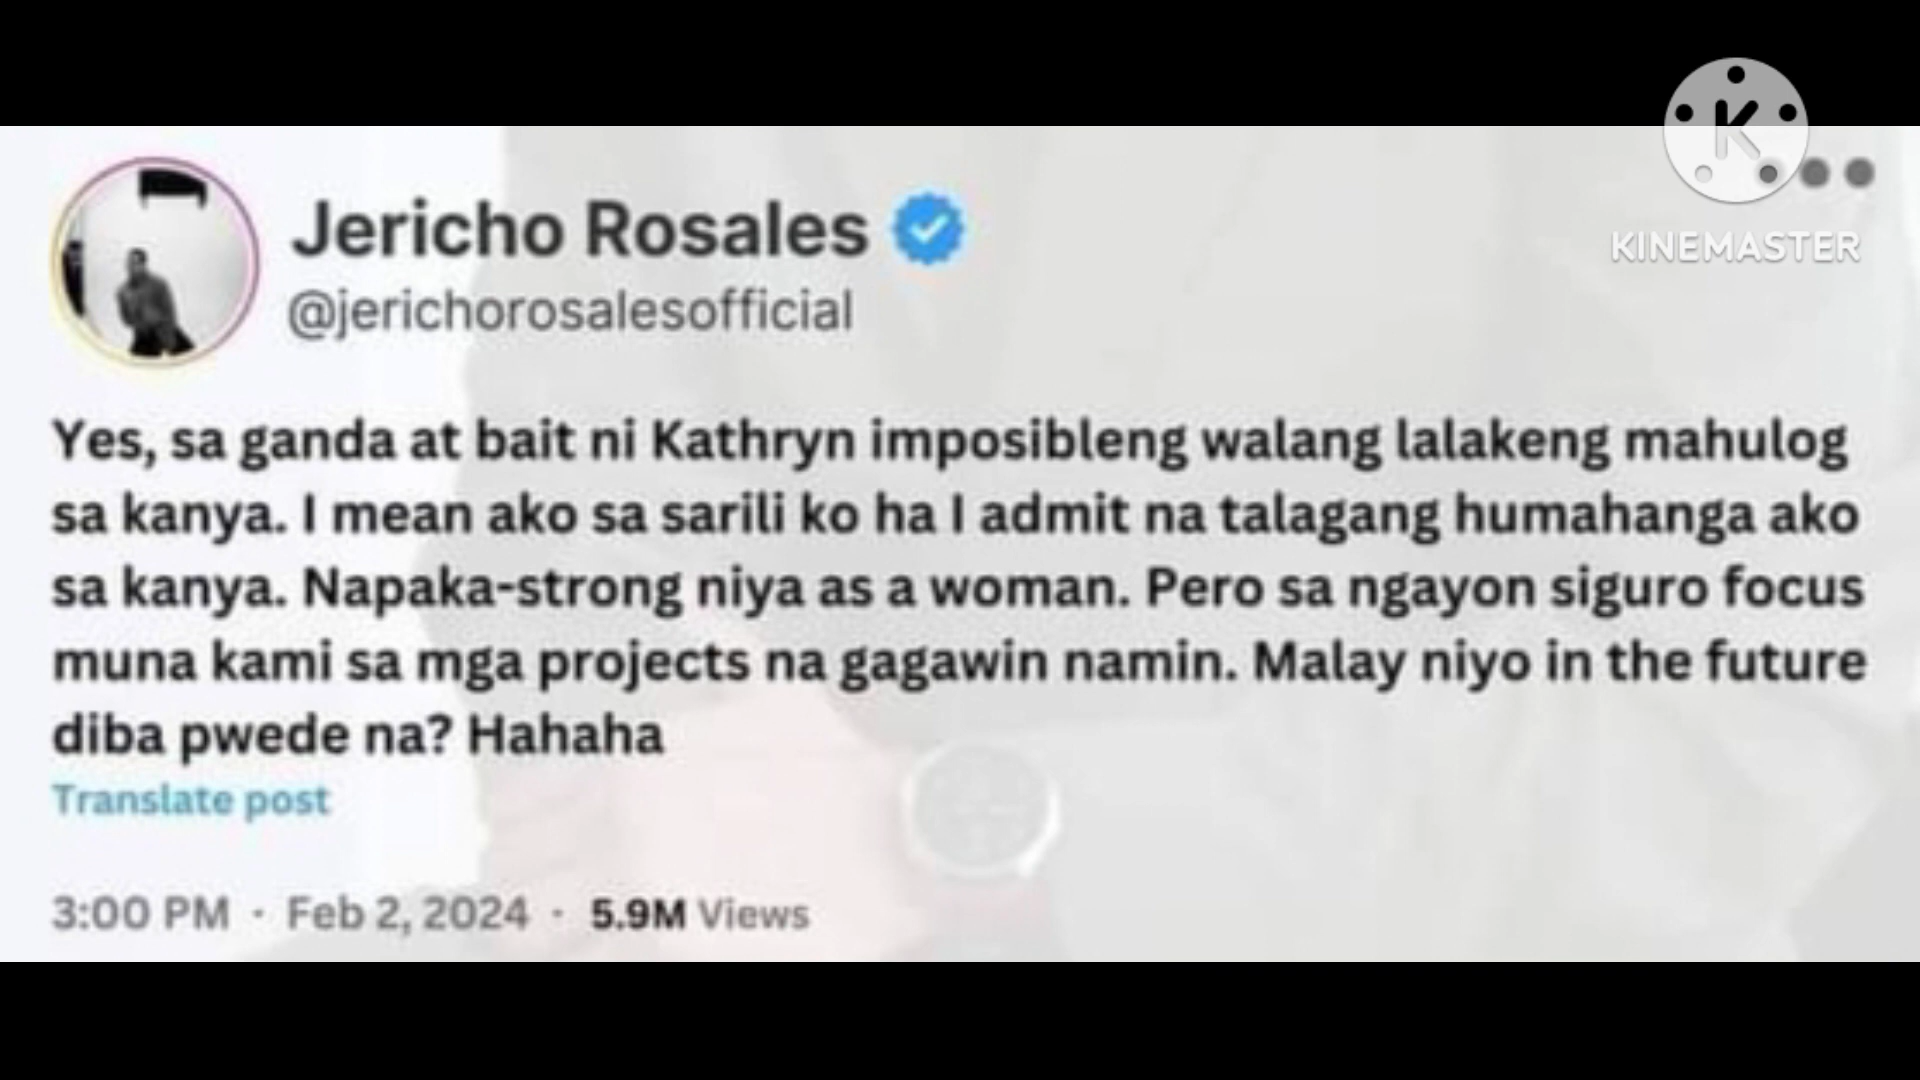 KINEMASTER
Jericho Rosales
@jerichorosalesofficial
Yes, sa ganda at bait ni Kathryn imposibleng walang lalakeng mahulog
sa kanya. I mean ako sa sarili ko ha I admit na talagang humahanga ako
sa kanya. Napaka-strong niya as a woman. Pero sa ngayon siguro focus
muna kami sa mga projects na gagawin namin. Malay niyo in the future
diba pwede na? Hahaha
Translate post
3:00 PM · Feb 2, 2024 · 5.9M Views